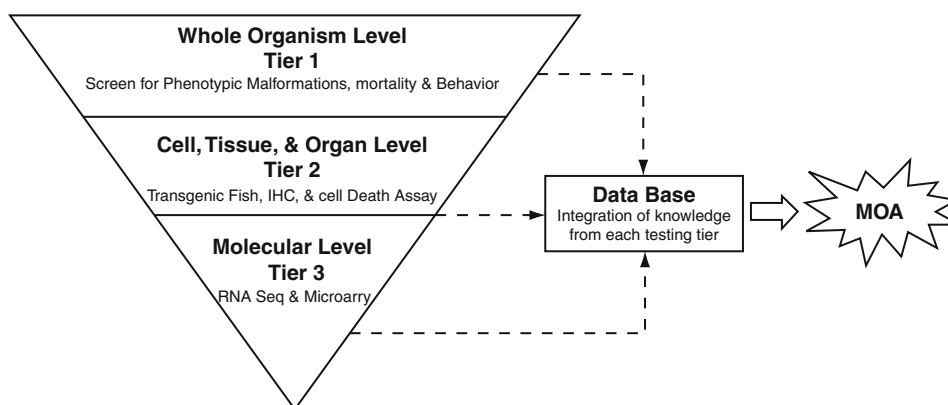 Whole Organism Level
Tier 1
Screen for Phenotypic Malformations, mortality & Behavior
Cell, Tissue, & Organ Level
Tier 2
Transgenic Fish, IHC, & cell Death Assay
Molecular Level
Tier 3
RNA Seq & Microarry
Data Base
Integration of knowledge
from each testing tier
MOA